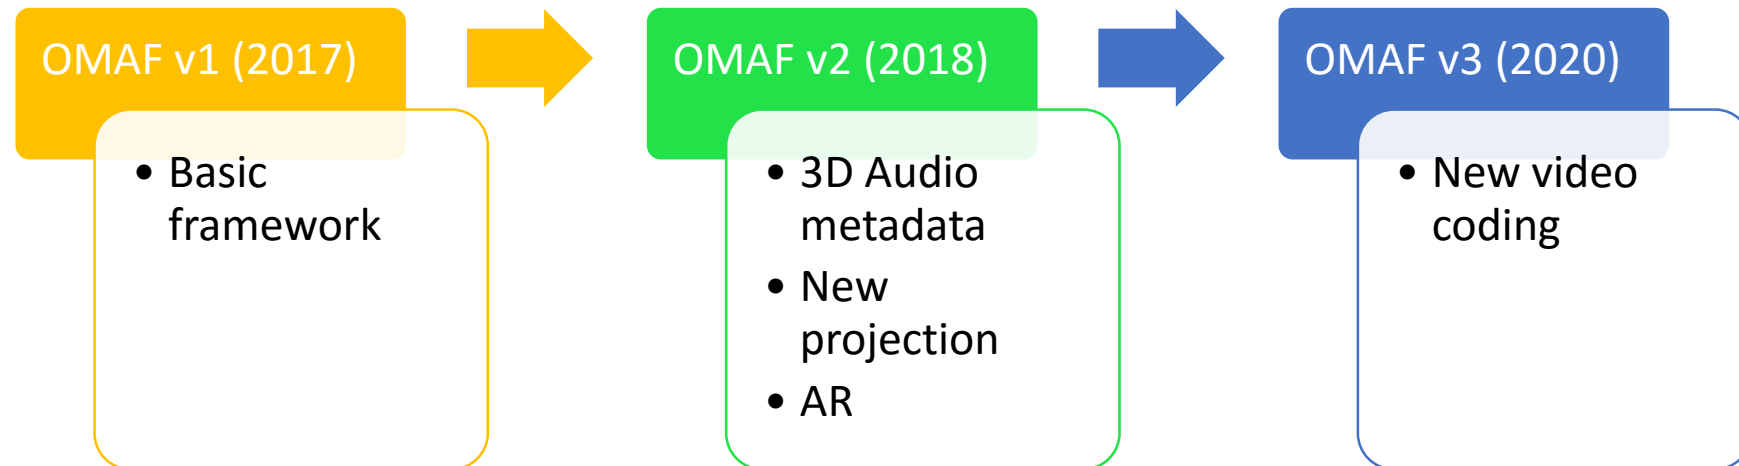 OMAF v1 (2017)
• Basic
framework
OMAF v2 (2018)
• 3D Audio
metadata
• New
projection
• AR
OMAF v3 (2020)
• New video
coding